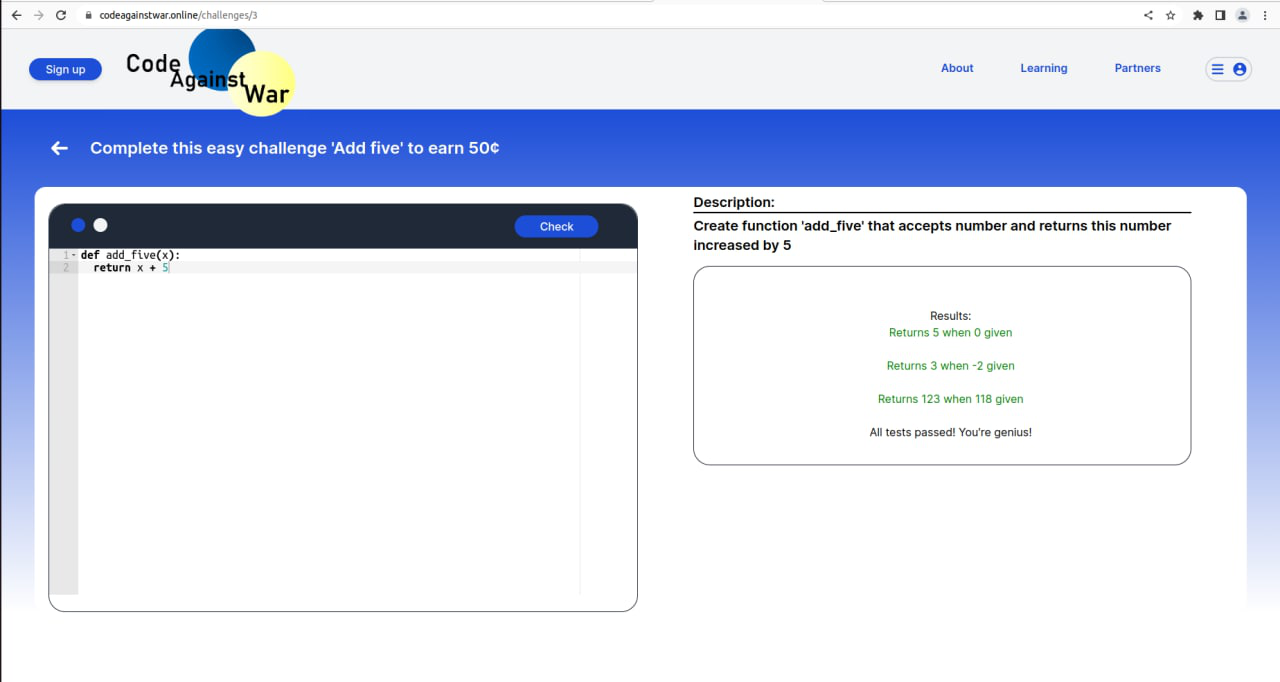 codeagainstwar.online/challenges/3
Sign up
Code
Against
War
About
Learning
Partners
Complete this easy challenge 'Add five' to earn 50¢
Check
1 def add_five(x):
2 return x + 5
Description:
Create function 'add_five' that accepts number and returns this number
increased by 5
Results:
Returns 5 when 0 given
Returns 3 when -2 given
Returns 123 when 118 given
All tests passed! You're genius!